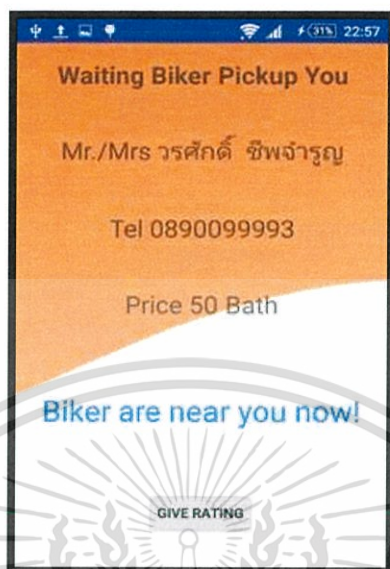 31% 22:57
Waiting Biker Pickup You
Mr./Mrs วรศักดิ์ ชีพจำรูญ
Tel 0890099993
Price 50 Bath
Biker are near you now!
GIVE RATING